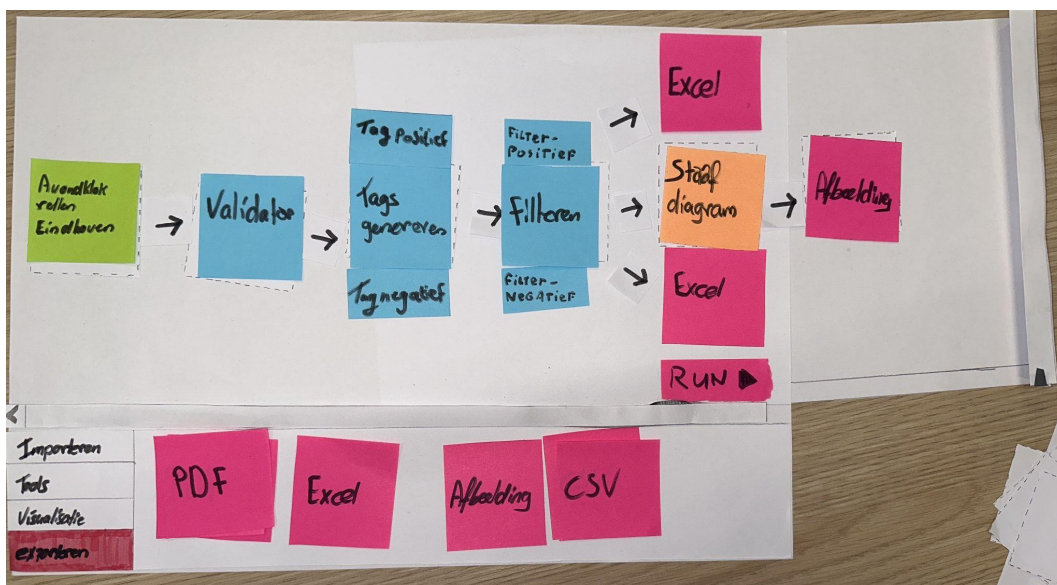 Avondklok
rellen
Eindhoven
Validator
Tag Positief
Tags
genereren
Tag negatief
FILTER-
POSITIEF
Filteren
FILTER-
NEGATIEF
Excel
Staaf
diagram
Excel
Afbeelding
RUN
Importeren
Tools
Visualisatie
exporteren
PDF
Excel
Afbeelding
CSV